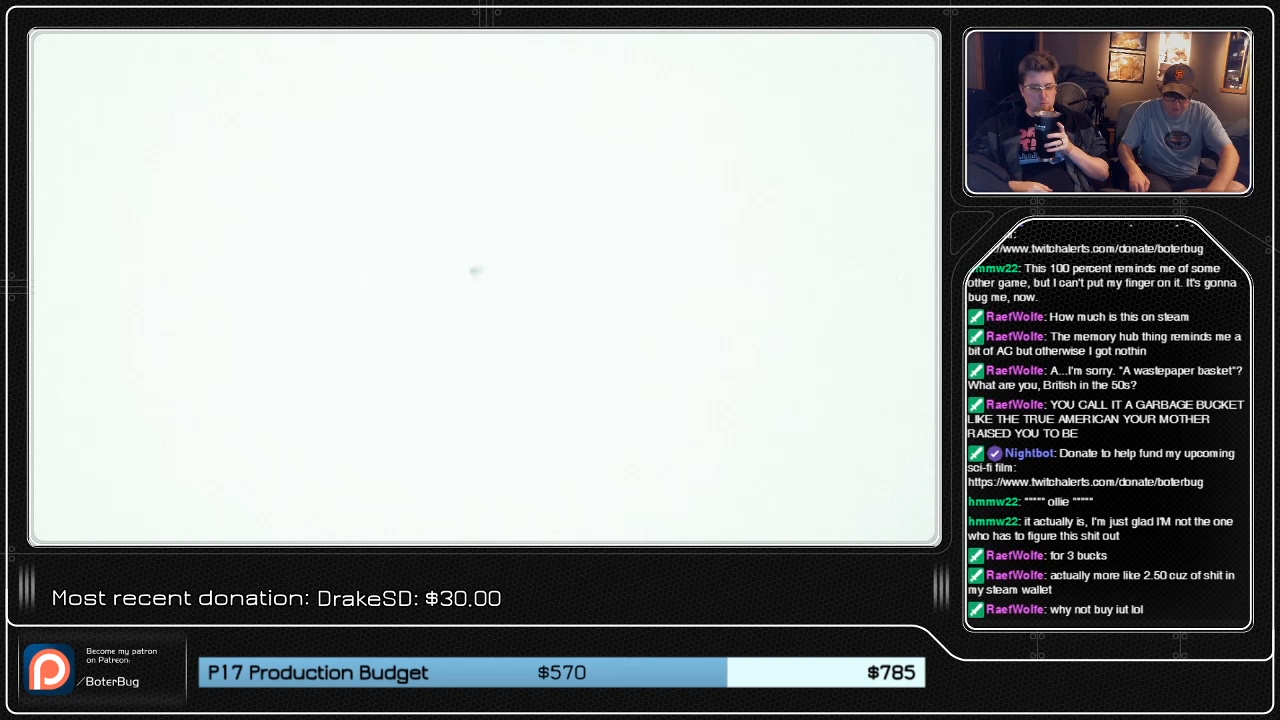 //www.twitchalerts.com/donate/boterbug
hmmw22: This 100 percent reminds me of some
other game, but I can't put my finger on it. It's gonna
bug me, now.
RaefWolfe: How much is this on steam
RaefWolfe: The memory hub thing reminds me a
bit of AG but otherwise I got nothin
RaefWolfe: A...I'm sorry. "A wastepaper basket"?
What are you, British in the 50s?
RaefWolfe: YOU CALL IT A GARBAGE BUCKET
LIKE THE TRUE AMERICAN YOUR MOTHER
RAISED YOU TO BE
Nightbot: Donate to help fund my upcoming
sci-fi film:
https://www.twitchalerts.com/donate/boterbug
hmmw22: """"" ollie """""
hmmw22: it actually is, I'm just glad I'M not the one
who has to figure this shit out
RaefWolfe: for 3 bucks
RaefWolfe: actually more like 2.50 cuz of shit in
my steam wallet
RaefWolfe: why not buy iut lol
Most recent donation: DrakeSD: $30.00
Become my patron
on Patreon:
/BoterBug
P17 Production Budget $570 $785